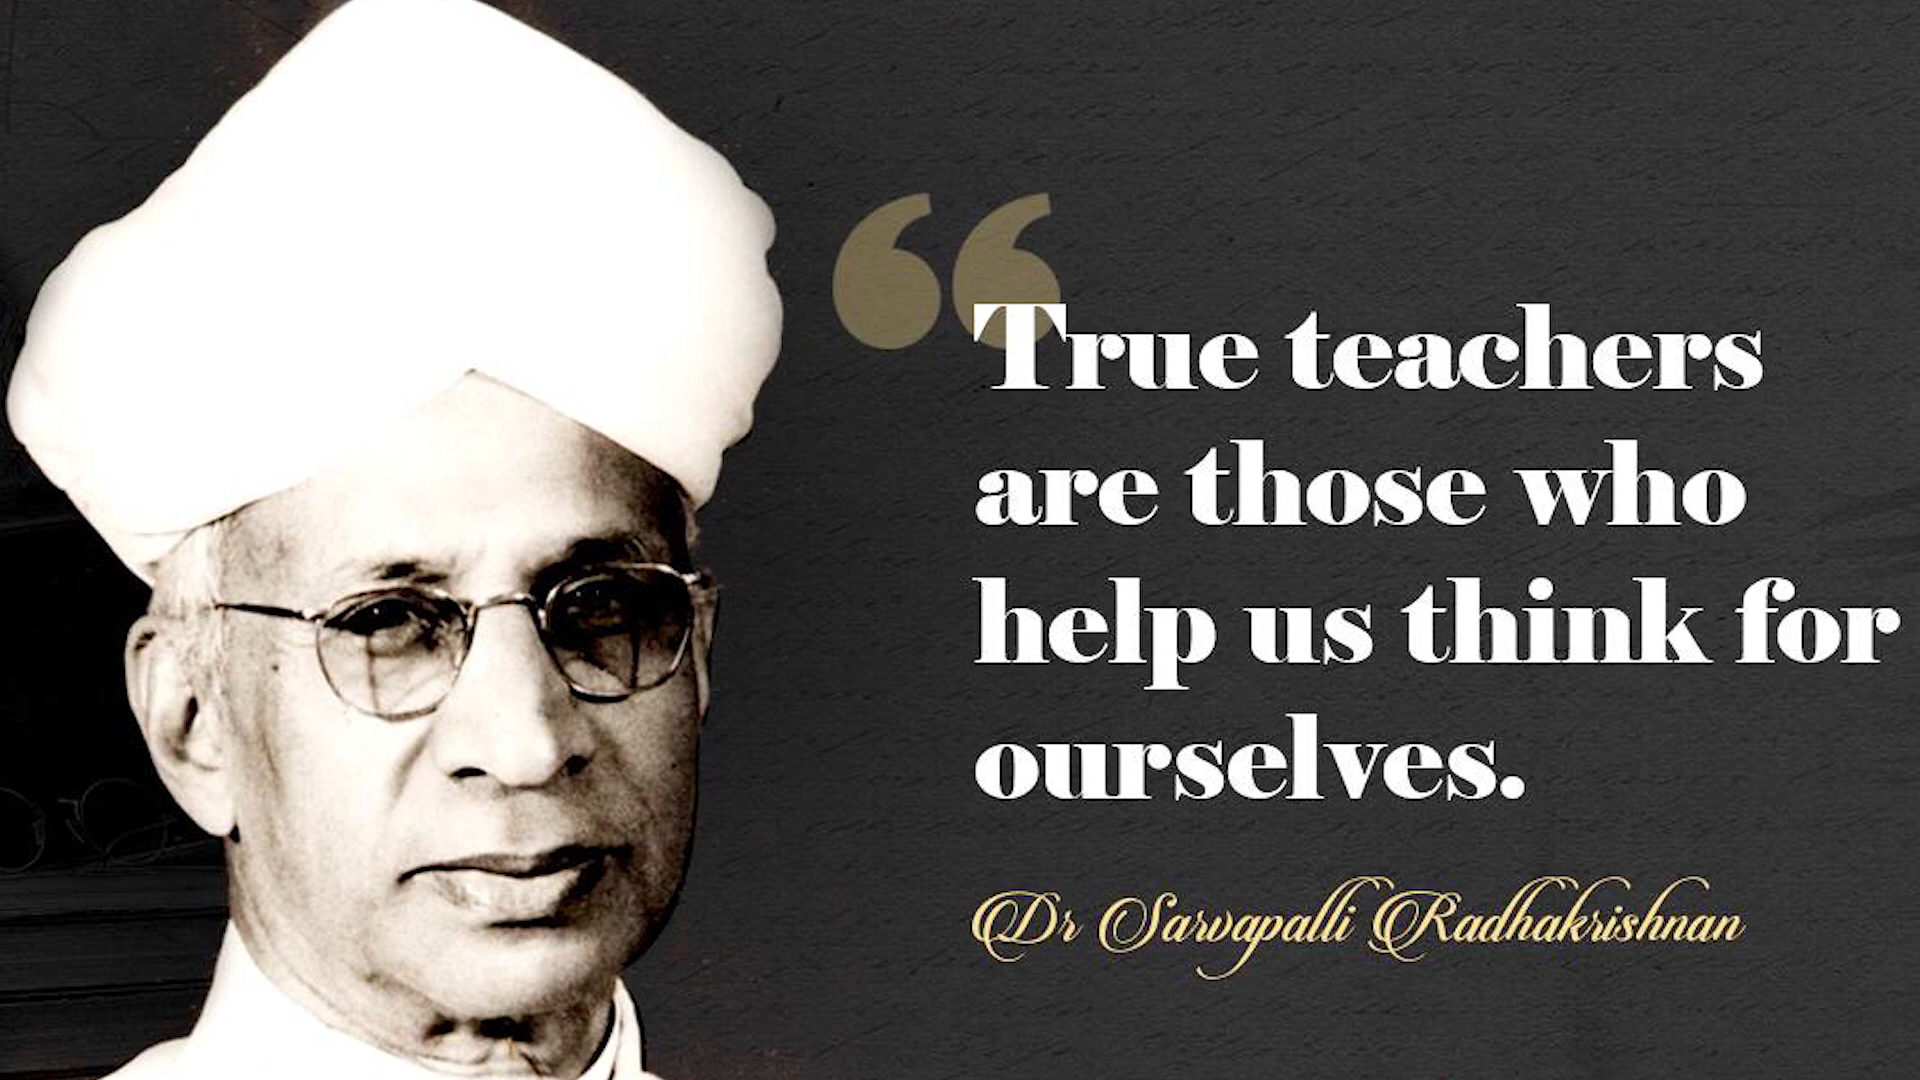 “
True teachers
are those who
help us think for
ourselves.
Dr Sarvapalli Radhakrishnan